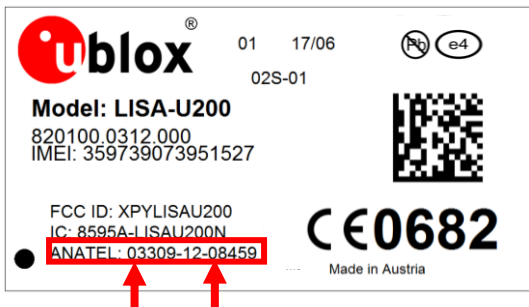 ublox®
01 17/06
Pb e4
02S-01
Model: LISA-U200
820100.0312.000
IMEI: 359739073951527
FCC ID: XPYLISAU200
IC: 8595A-LISAU200N
ANATEL: 03309-12-08459
CE0682
Made in Austria